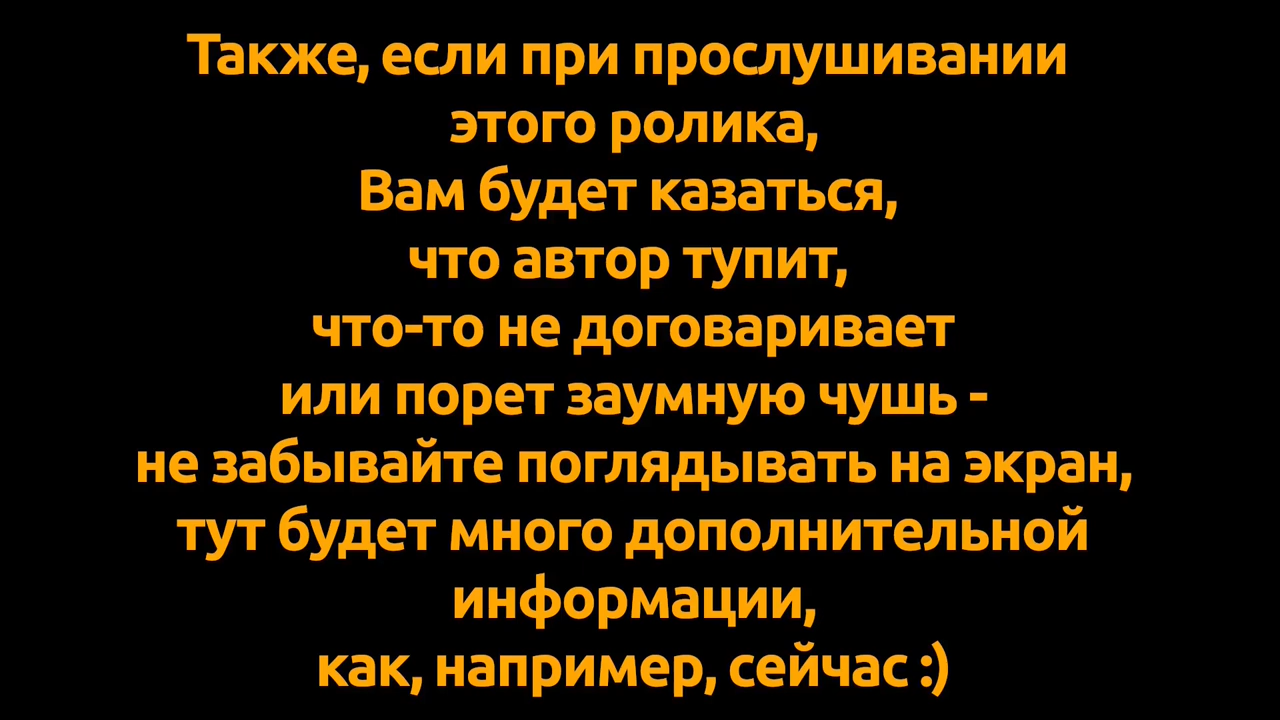 Также, если при прослушивании
этого ролика,
Вам будет казаться,
что автор тупит,
что-то не договаривает
или порет заумную чушь -
не забывайте поглядывать на экран,
тут будет много дополнительной
информации,
как, например, сейчас :)